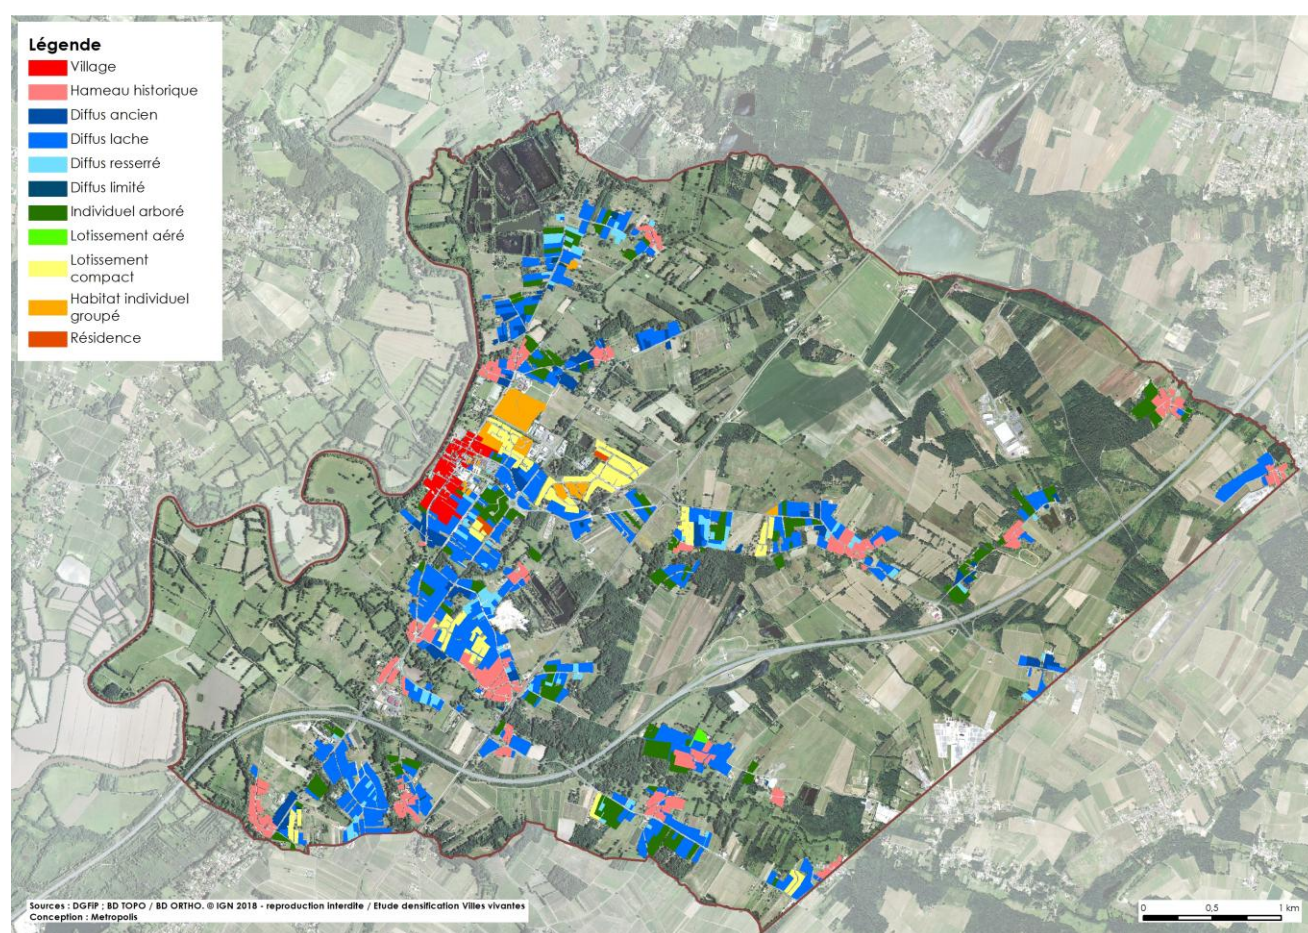 Légende
Village
Hameau historique
Diffus ancien
Diffus lache
Diffus resserré
Diffus limité
Individuel arboré
Lotissement aéré
Lotissement
compact
Habitat individuel
groupé
Résidence
Sources : DGFiP ; BD TOPO / BD ORTHO. © IGN 2018 - reproduction interdite / Etude densification Villes vivantes
Conception : Metropolis
0 0,5 1 km